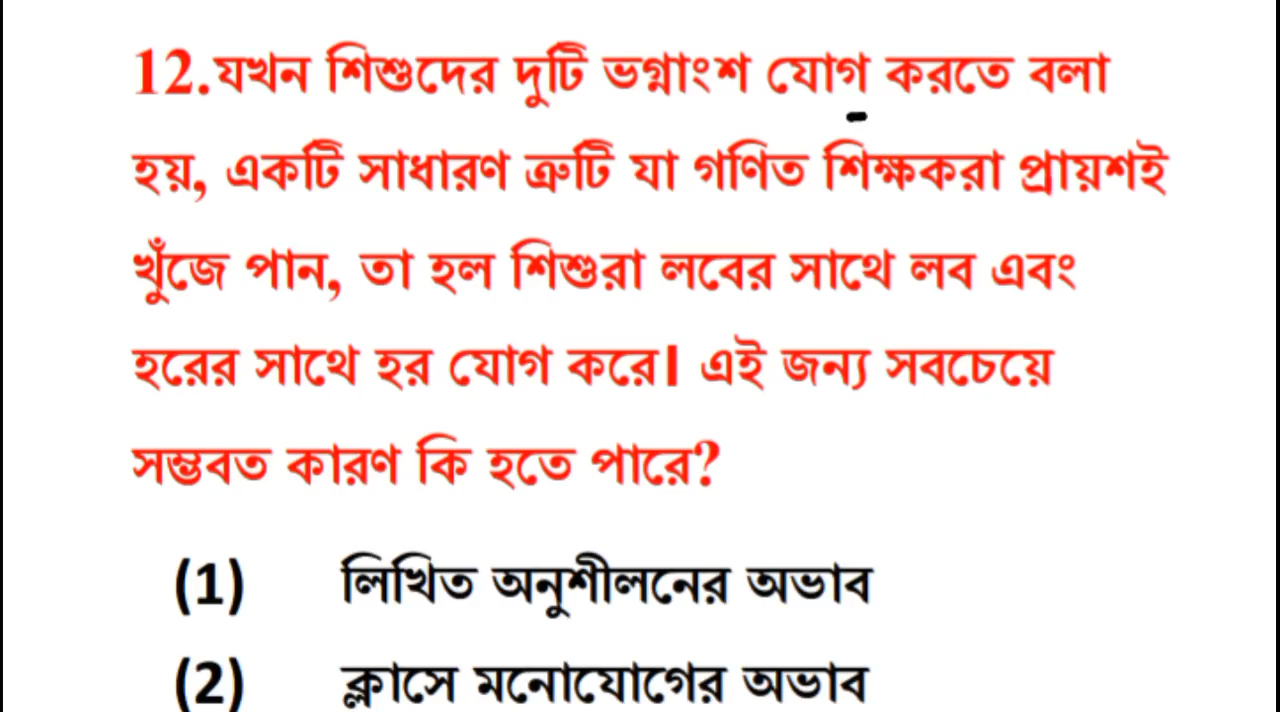 12.যখন শিশুদের দুটি ভগ্নাংশ যোগ করতে বলা
হয়, একটি সাধারণ ত্রুটি যা গণিত শিক্ষকরা প্রায়শই
খুঁজে পান, তা হল শিশুরা লবের সাথে লব এবং
হরের সাথে হর যোগ করে। এই জন্য সবচেয়ে
সম্ভবত কারণ কি হতে পারে?
(1) লিখিত অনুশীলনের অভাব
(2) ক্লাসে মনোযোগের অভাব